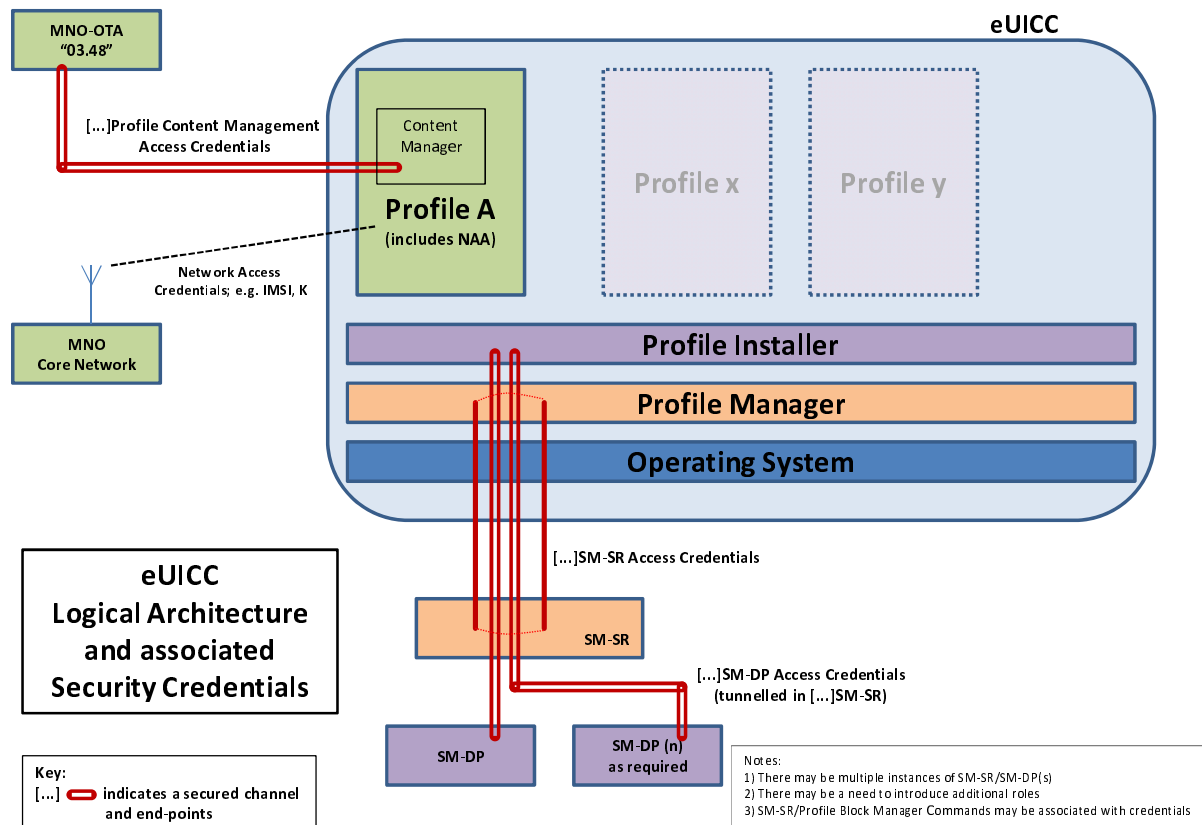 eUICC
MNO-OTA
“03.48”
[...]Profile Content Management
Access Credentials
Content
Manager
Profile A
(includes NAA)
Profile x
Profile y
Network Access
Credentials; e.g. IMSI, K
MNO
Core Network
Profile Installer
Profile Manager
Operating System
[...]SM-SR Access Credentials
eUICC
Logical Architecture
and associated
Security Credentials
SM-SR
[...]SM-DP Access Credentials
(tunnelled in [...]SM-SR)
SM-DP
SM-DP (n)
as required
Key:
[...] indicates a secured channel
and end-points
Notes:
1) There may be multiple instances of SM-SR/SM-DP(s)
2) There may be a need to introduce additional roles
3) SM-SR/Profile Block Manager Commands may be associated with credentials